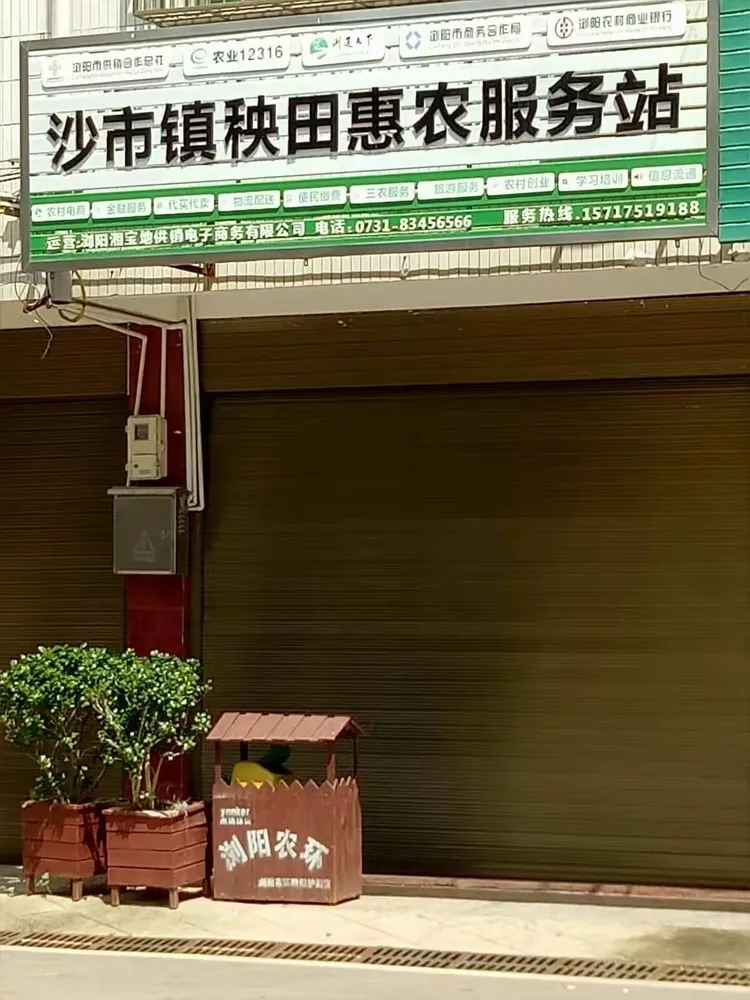 浏阳市供销合作总社 农业12316 浏阳市商务合作局 浏阳农村商业银行
沙市镇秧田惠农服务站
农村电商 金融服务 代买代卖 物流配送 便民缴费 三农服务 旅游服务 农村创业 学习培训 信息流通
运营:浏阳湘宝地供销电子商务有限公司 电话:0731-83456566 服务热线:15717519188
yonker
浏阳农环